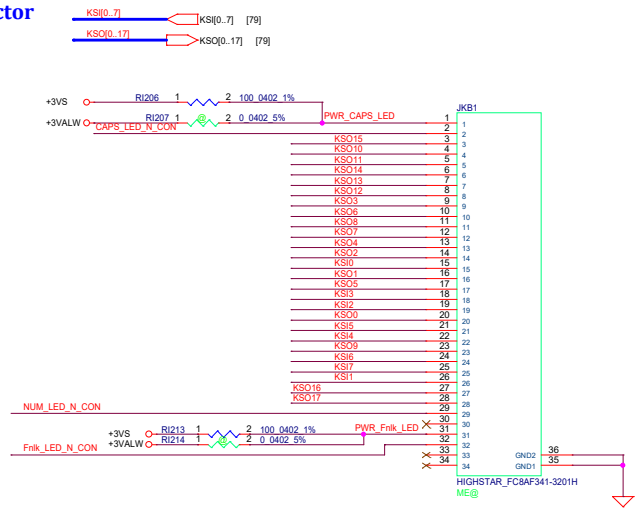 ctor
KSI[0..7]
KSI[0..7] [79]
KSO[0..17]
KSO[0..17] [79]
+3VS RI206 1 2 100_0402_1%
JKB1
+3VALW RI207 1 @ 2 0_0402_5% PWR_CAPS_LED 1 1
CAPS_LED_N_CON 2 2
KSO15 3 3
KSO10 4 4
KSO11 5 5
KSO14 6 6
KSO13 7 7
KSO12 8 8
KSO3 9 9
KSO6 10 10
KSO8 11 11
KSO7 12 12
KSO4 13 13
KSO2 14 14
KSI0 15 15
KSO1 16 16
KSO5 17 17
KSI3 18 18
KSI2 19 19
KSO0 20 20
KSI5 21 21
KSI4 22 22
KSO9 23 23
KSI6 24 24
KSI7 25 25
KSI1 26 26
KSO16 27 27
KSO17 28 28
NUM_LED_N_CON 29 29
30 30
+3VS RI213 1 2 100_0402_1% PWR_Fnlk_LED 31 31
+3VALW RI214 1 @ 2 0_0402_5% 32 32
Fnlk_LED_N_CON 33 33 GND2 36
34 34 GND1 35
HIGHSTAR_FC8AF341-3201H
ME@